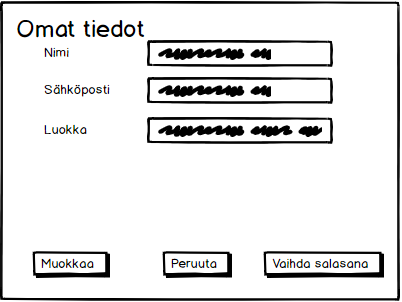 Omat tiedot
Nimi
Sähköposti
Luokka
Muokkaa
Peruuta
Vaihda salasana